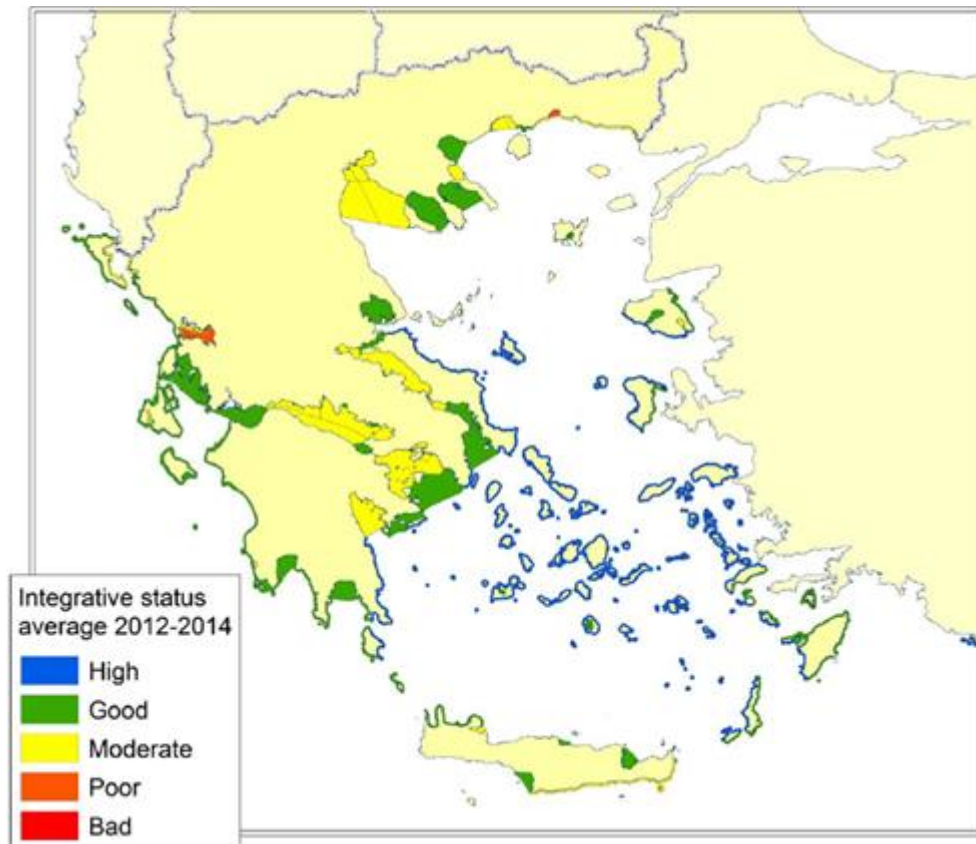 Integrative status
average 2012-2014
High
Good
Moderate
Poor
Bad